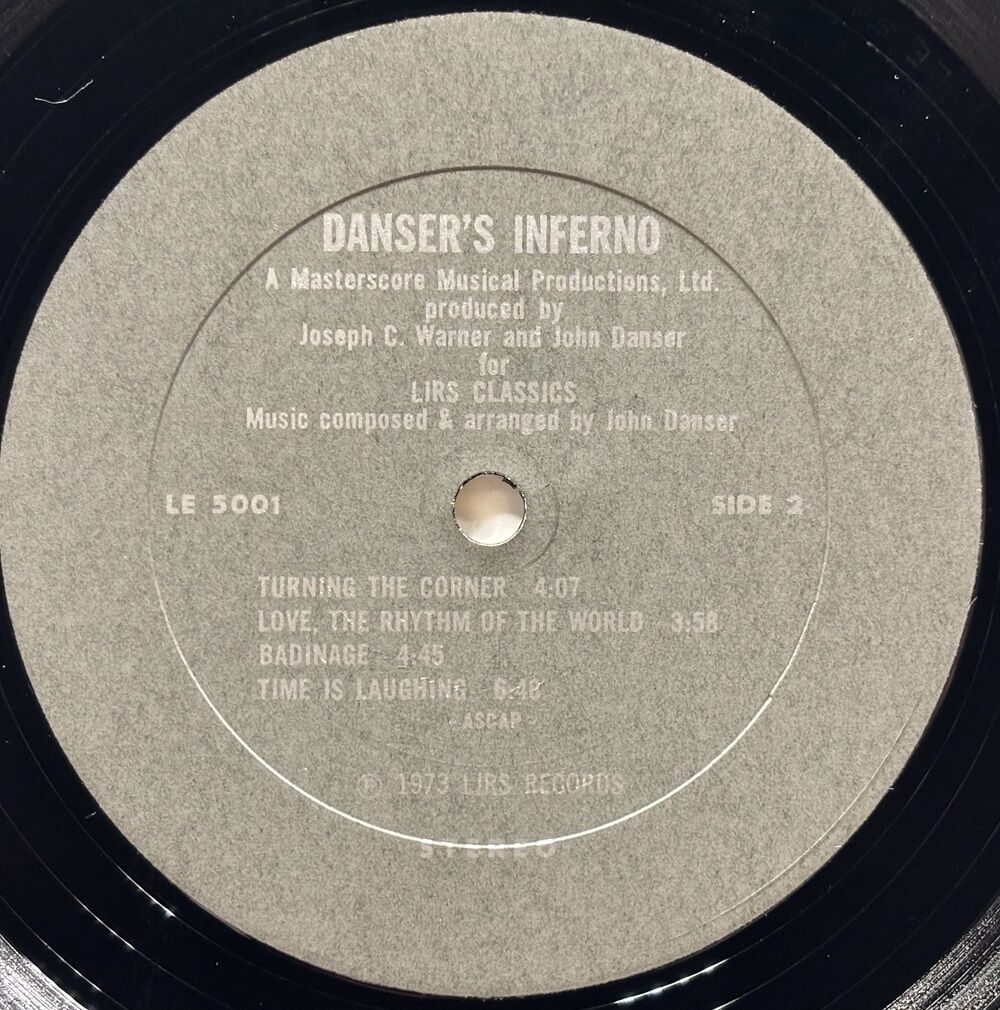 DANSER'S INFERNO
A Masterscore Musical Productions, Ltd.
produced by
Joseph C. Warner and John Danser
for
LIRS CLASSICS
Music composed & arranged by John Danser
LE 5001 SIDE 2
TURNING THE CORNER 4:07
LOVE, THE RHYTHM OF THE WORLD 3:58
BADINAGE 4:45
TIME IS LAUGHING 6:48
- ASCAP -
℗ 1973 LIRS RECORDS
STEREO